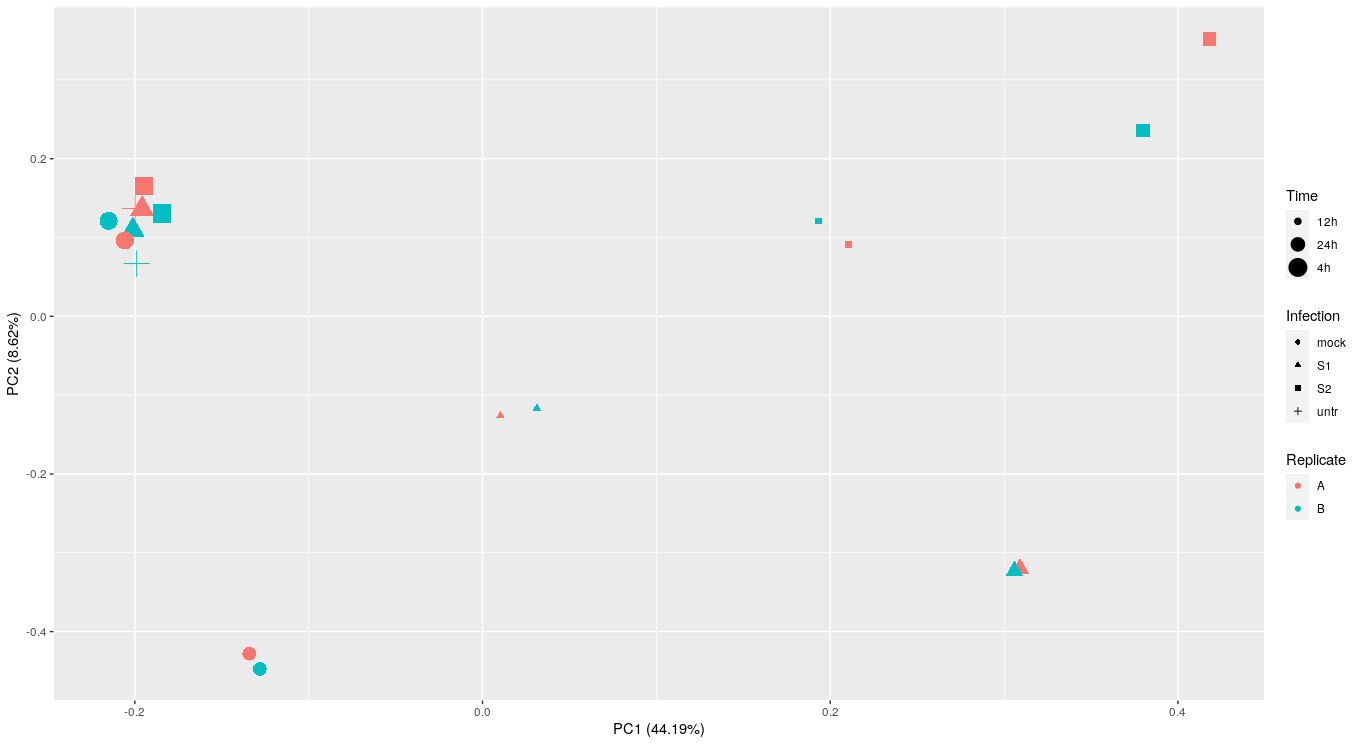 0.2
0.0
-0.2
-0.4
PC2 (8.62%)
-0.2
0.0
0.2
0.4
PC1 (44.19%)
Time
12h
24h
4h
Infection
mock
S1
S2
untr
Replicate
A
B